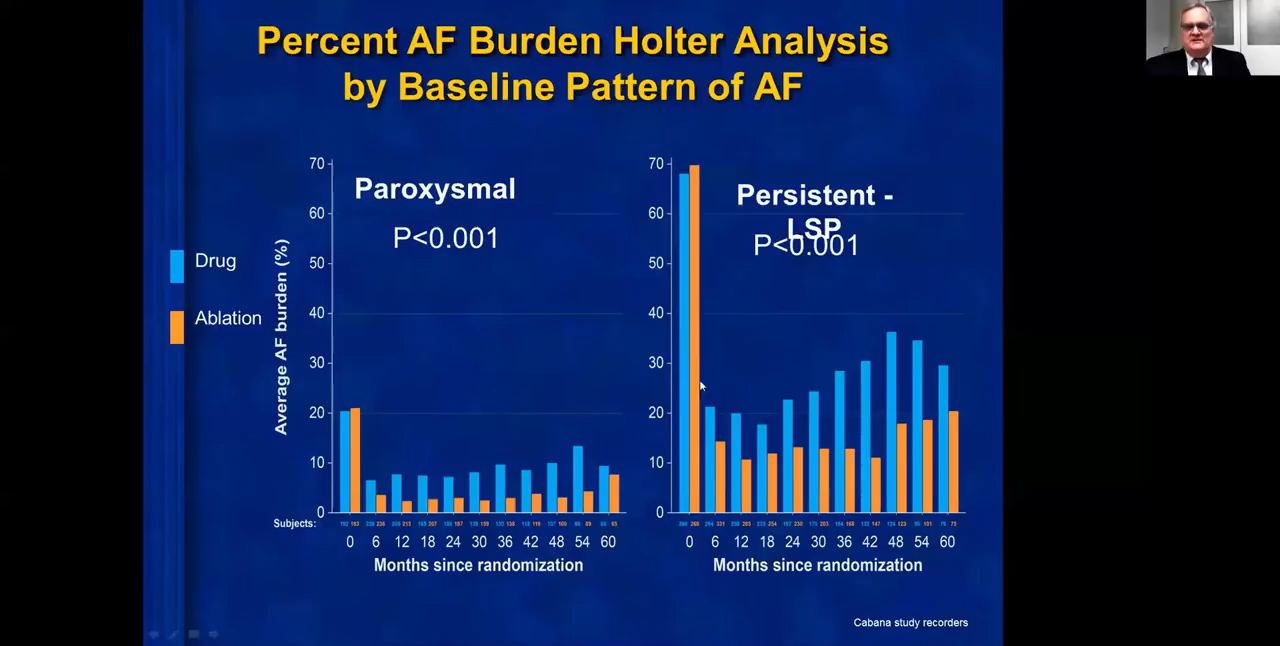 Percent AF Burden Holter Analysis
by Baseline Pattern of AF
Drug
Ablation
Average AF burden (%)
70
60
50
40
30
20
10
0
Paroxysmal
P<0.001
Subjects:
0 6 12 18 24 30 36 42 48 54 60
Months since randomization
70
60
50
40
30
20
10
0
Persistent -
LSP
P<0.001
0 6 12 18 24 30 36 42 48 54 60
Months since randomization
Cabana study recorders